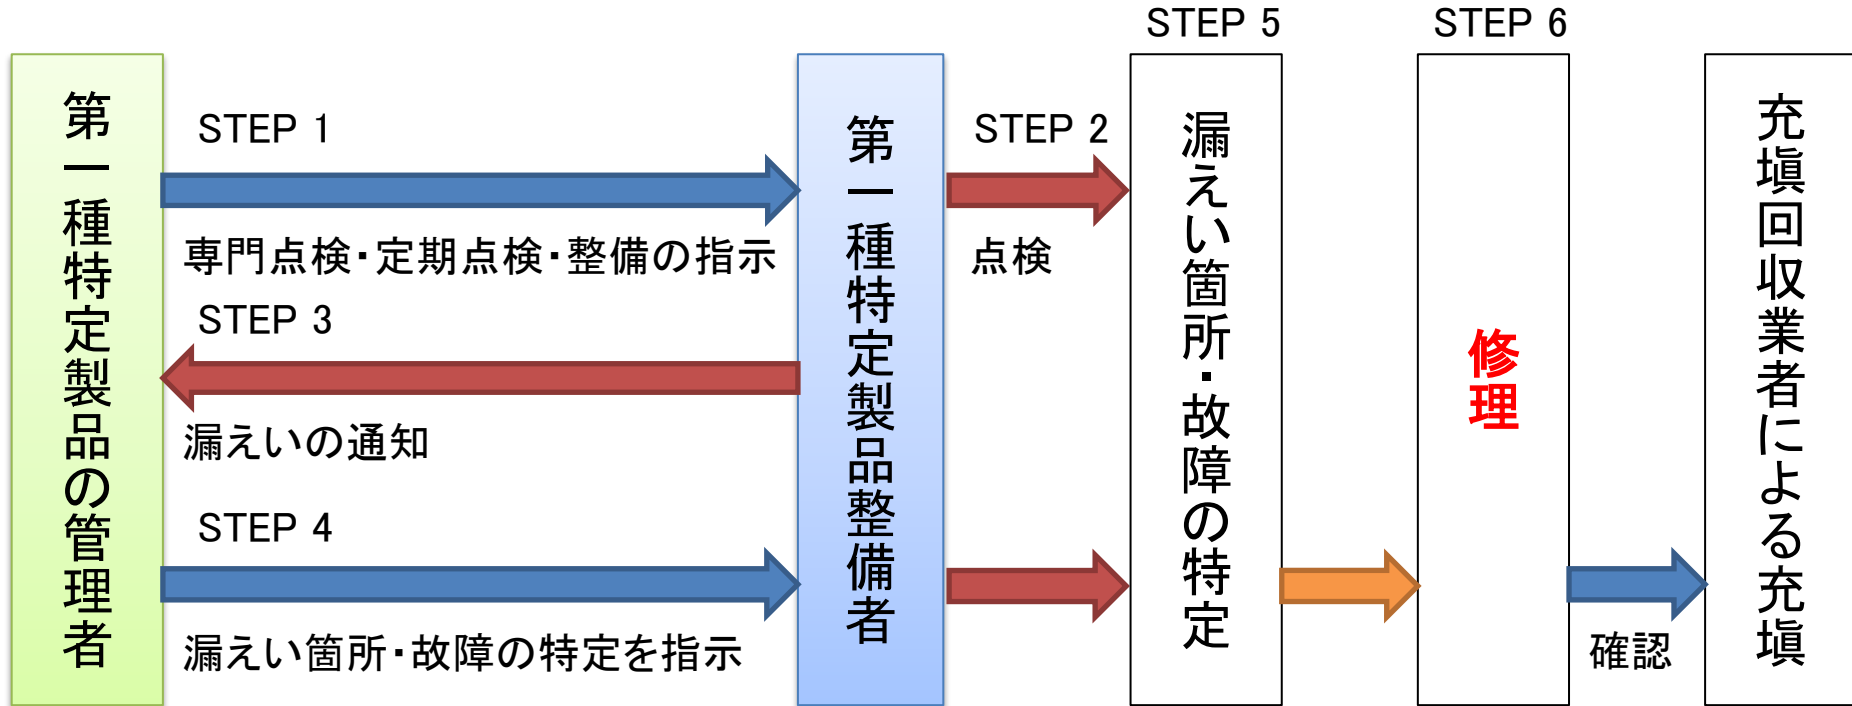 STEP 5
STEP 6
第一種特定製品の管理者
STEP 1
専門点検・定期点検・整備の指示
STEP 3
漏えいの通知
STEP 4
漏えい箇所・故障の特定を指示
第一種特定製品整備者
STEP 2
点検
漏えい箇所・故障の特定
修理
確認
充塡回収業者による充塡